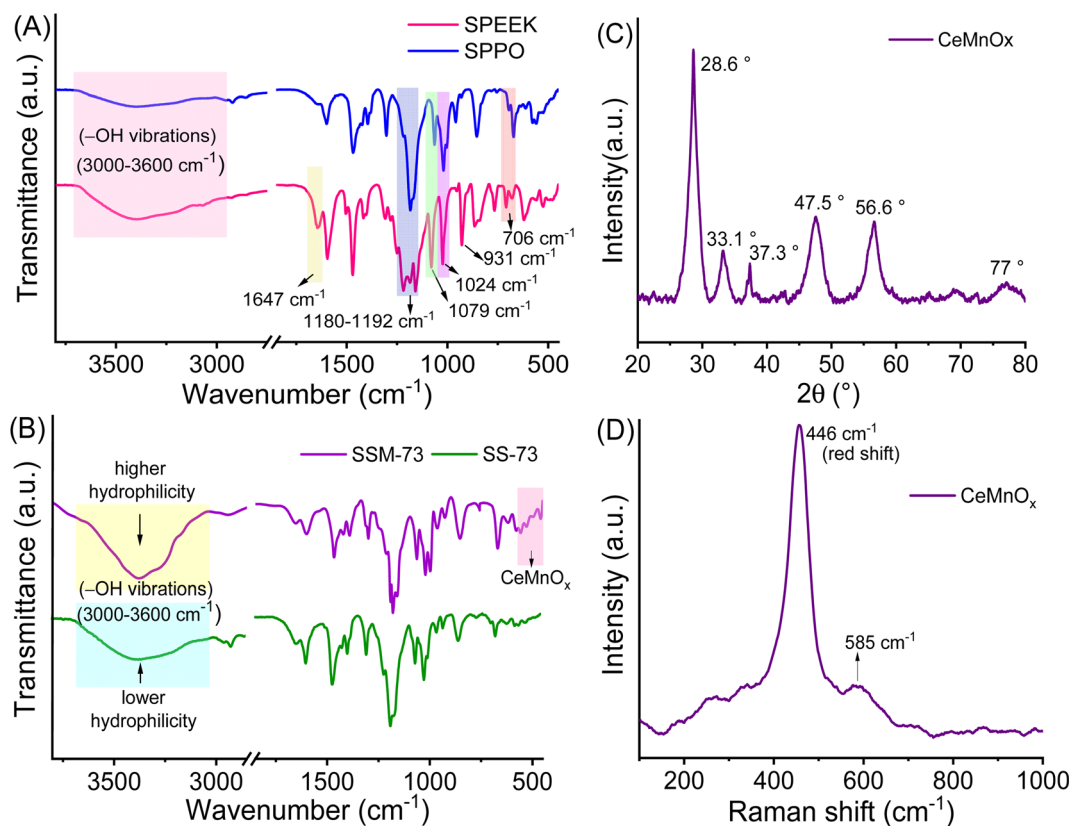 (A)
SPEEK
SPPO
(–OH vibrations)
(3000-3600 cm⁻¹)
1647 cm⁻¹
1180-1192 cm⁻¹
1079 cm⁻¹
1024 cm⁻¹
931 cm⁻¹
706 cm⁻¹
Transmittance (a.u.)
3500
3000
1500
1000
500
Wavenumber (cm⁻¹)
(C)
CeMnOx
28.6 °
33.1 °
37.3 °
47.5 °
56.6 °
77 °
Intensity(a.u.)
20
30
40
50
60
70
80
2θ (°)
(B)
SSM-73
SS-73
higher
hydrophilicity
(–OH vibrations)
(3000-3600 cm⁻¹)
lower
hydrophilicity
CeMnOₓ
Transmittance (a.u.)
3500
3000
1500
1000
500
Wavenumber (cm⁻¹)
(D)
446 cm⁻¹
(red shift)
CeMnOₓ
585 cm⁻¹
Intensity (a.u.)
200
400
600
800
1000
Raman shift (cm⁻¹)